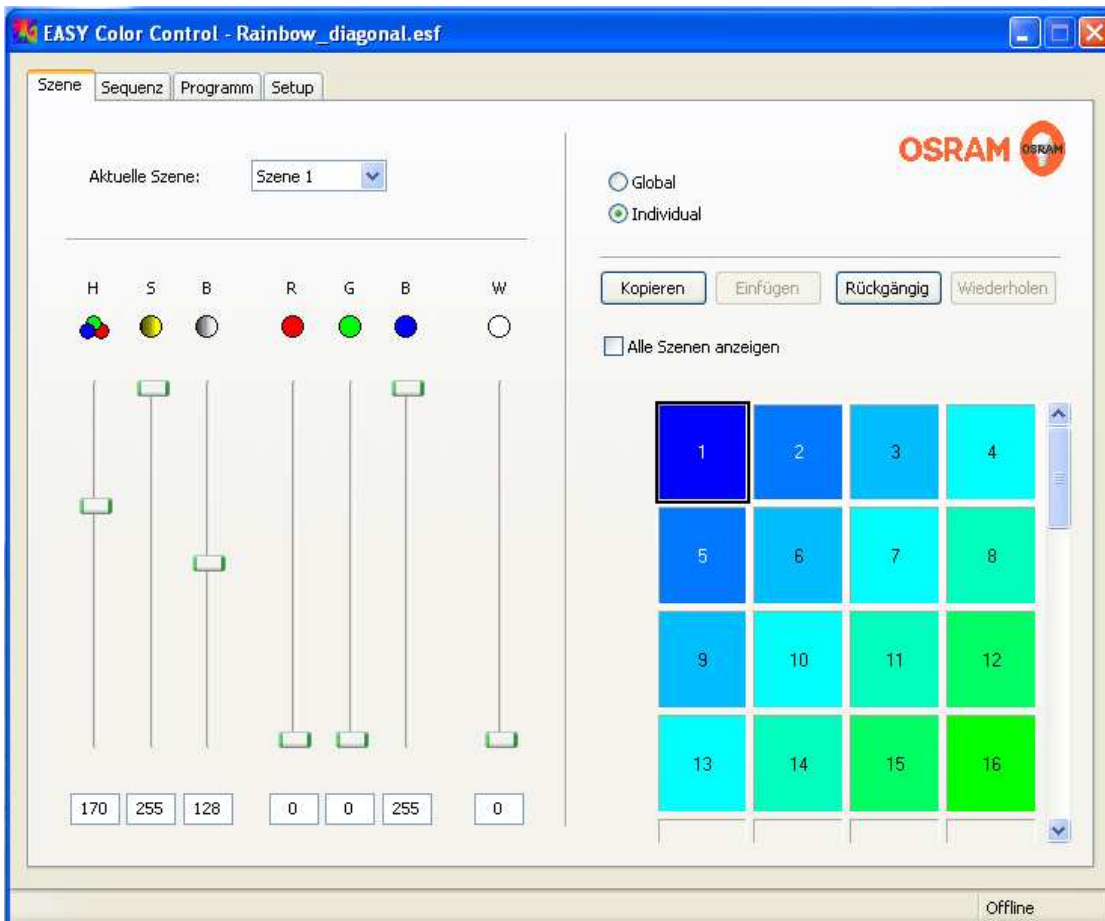 EASY Color Control - Rainbow_diagonal.esf
Szene Sequenz Programm Setup
OSRAM OSRAM
Aktuelle Szene: Szene 1
Global
Individual
H S B R G B W
Kopieren Einfügen Rückgängig Wiederholen
Alle Szenen anzeigen
1 2 3 4
5 6 7 8
9 10 11 12
13 14 15 16
170 255 128 0 0 255 0
Offline